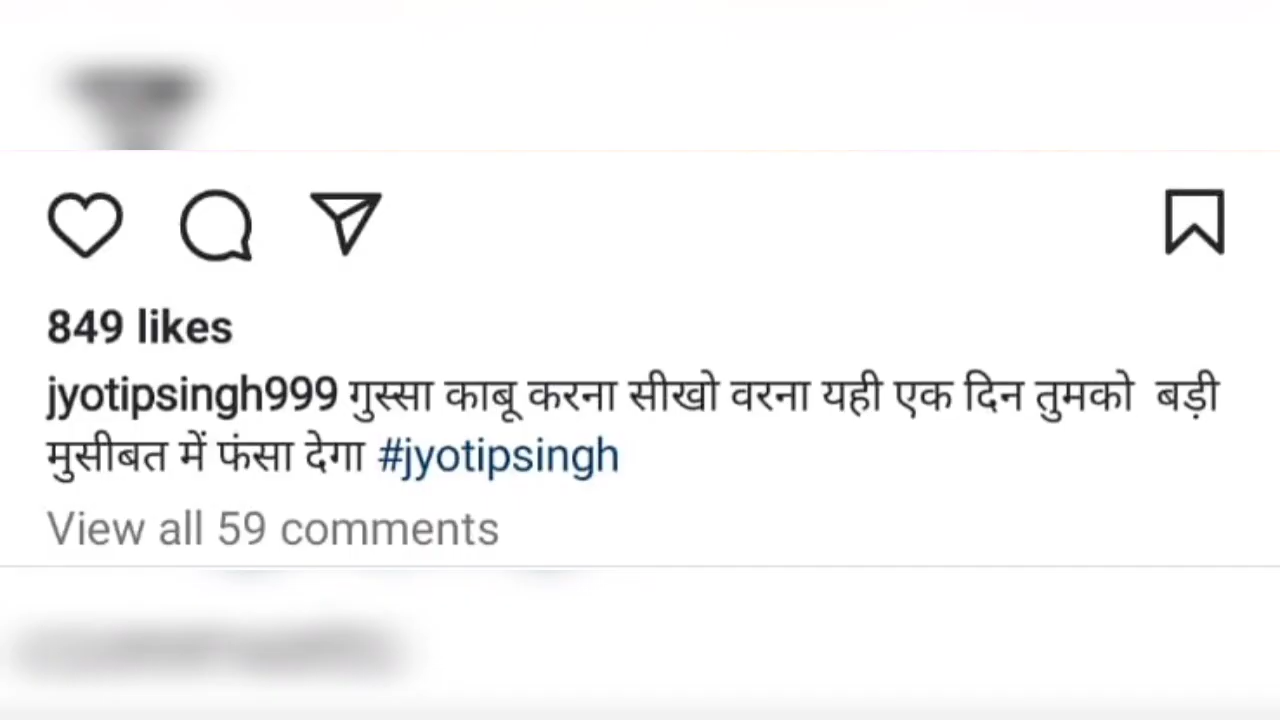 849 likes
jyotipsingh999 गुस्सा काबू करना सीखो वरना यही एक दिन तुमको बड़ी
मुसीबत में फंसा देगा #jyotipsingh
View all 59 comments